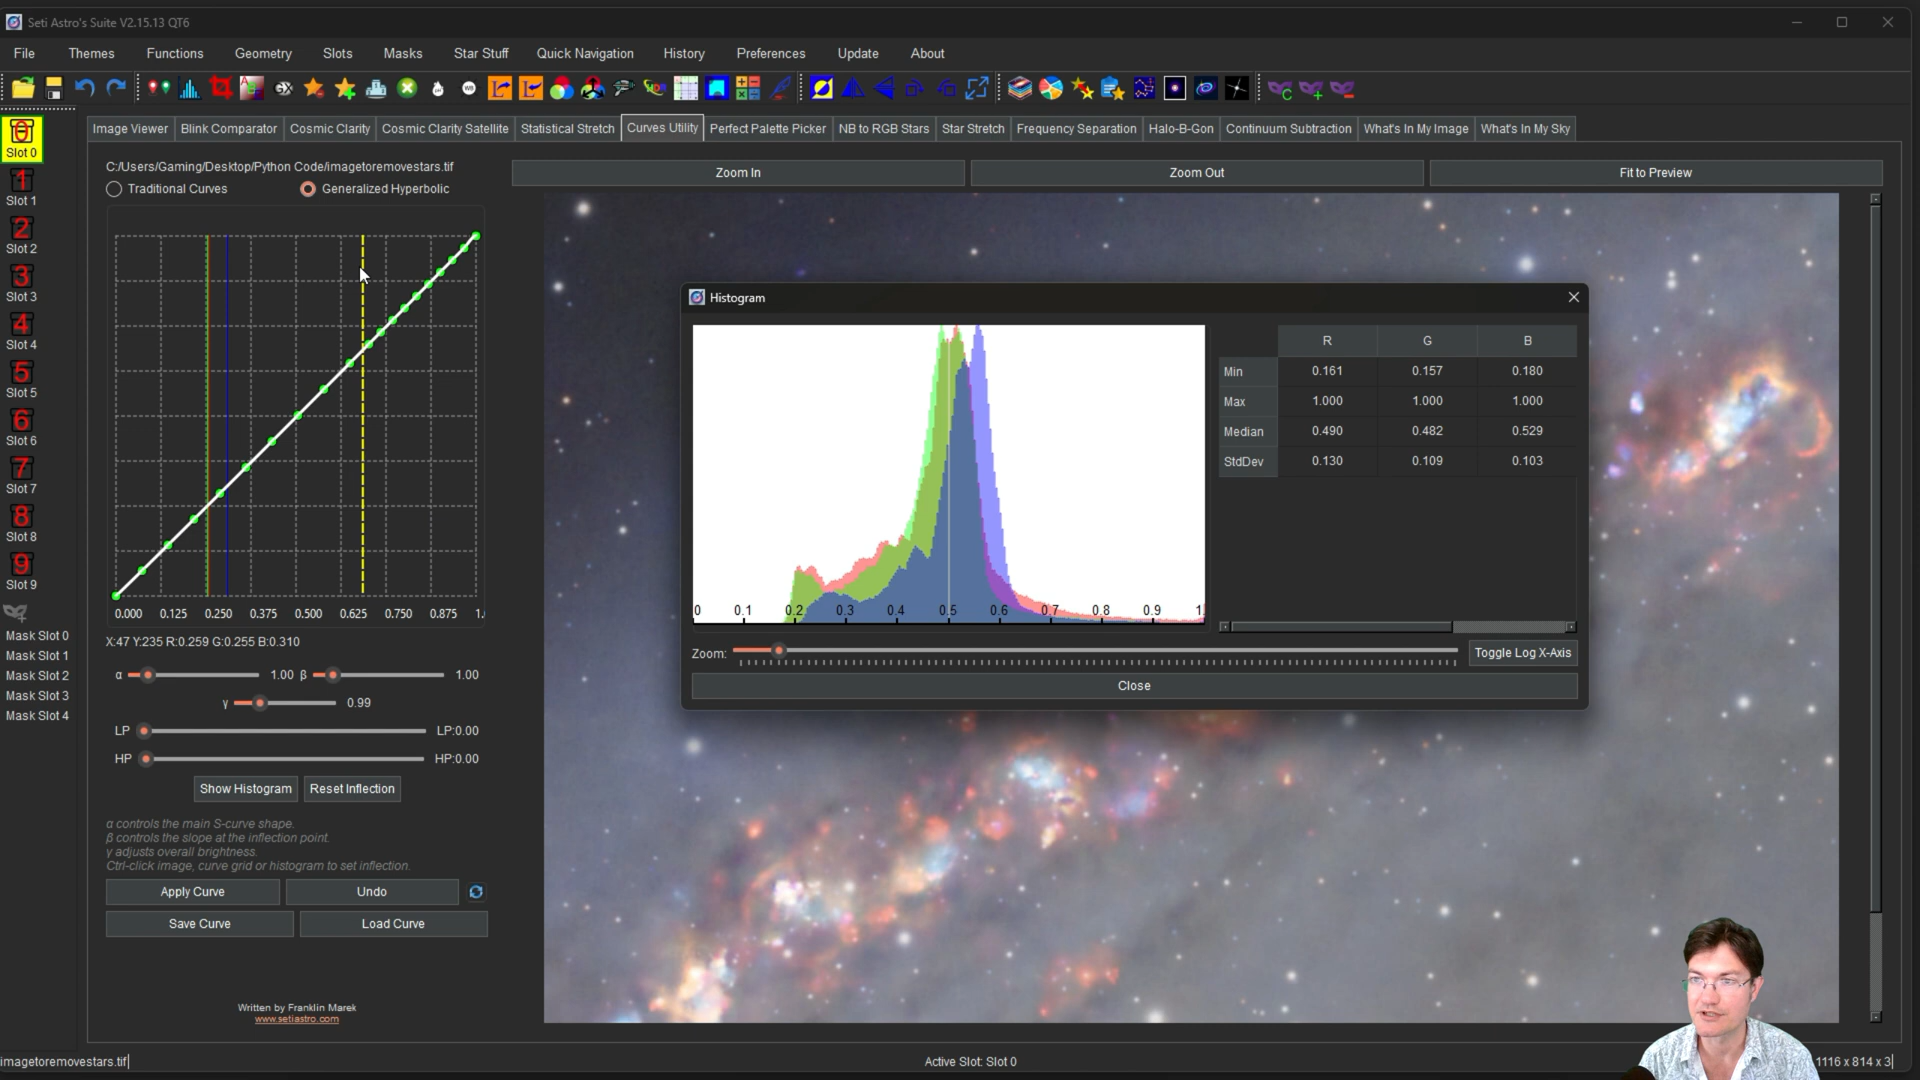 Seti Astro's Suite V2.15.13 QT6
File Themes Functions Geometry Slots Masks Star Stuff Quick Navigation History Preferences Update About
Image Viewer Blink Comparator Cosmic Clarity Cosmic Clarity Satellite Statistical Stretch Curves Utility Perfect Palette Picker NB to RGB Stars Star Stretch Frequency Separation Halo-B-Gon Continuum Subtraction What's In My Image What's In My Sky
0
Slot 0
1
Slot 1
2
Slot 2
3
Slot 3
4
Slot 4
5
Slot 5
6
Slot 6
7
Slot 7
8
Slot 8
9
Slot 9
Mask Slot 0
Mask Slot 1
Mask Slot 2
Mask Slot 3
Mask Slot 4
C:/Users/Gaming/Desktop/Python Code/imagetoremovestars.tif
Traditional Curves Generalized Hyperbolic
0.000 0.125 0.250 0.375 0.500 0.625 0.750 0.875 1.
X:47 Y:235 R:0.259 G:0.255 B:0.310
α 1.00 β 1.00
γ 0.99
LP LP:0.00
HP HP:0.00
Show Histogram Reset Inflection
α controls the main S-curve shape.
β controls the slope at the inflection point.
γ adjusts overall brightness.
Ctrl-click image, curve grid or histogram to set inflection.
Apply Curve Undo
Save Curve Load Curve
Written by Franklin Marek
www.setiastro.com
Zoom In Zoom Out Fit to Preview
Histogram
0 0.1 0.2 0.3 0.4 0.5 0.6 0.7 0.8 0.9 1
R G B
Min 0.161 0.157 0.180
Max 1.000 1.000 1.000
Median 0.490 0.482 0.529
StdDev 0.130 0.109 0.103
Zoom: Toggle Log X-Axis
Close
imagetoremovestars.tif Active Slot: Slot 0 1116 x 814 x 3